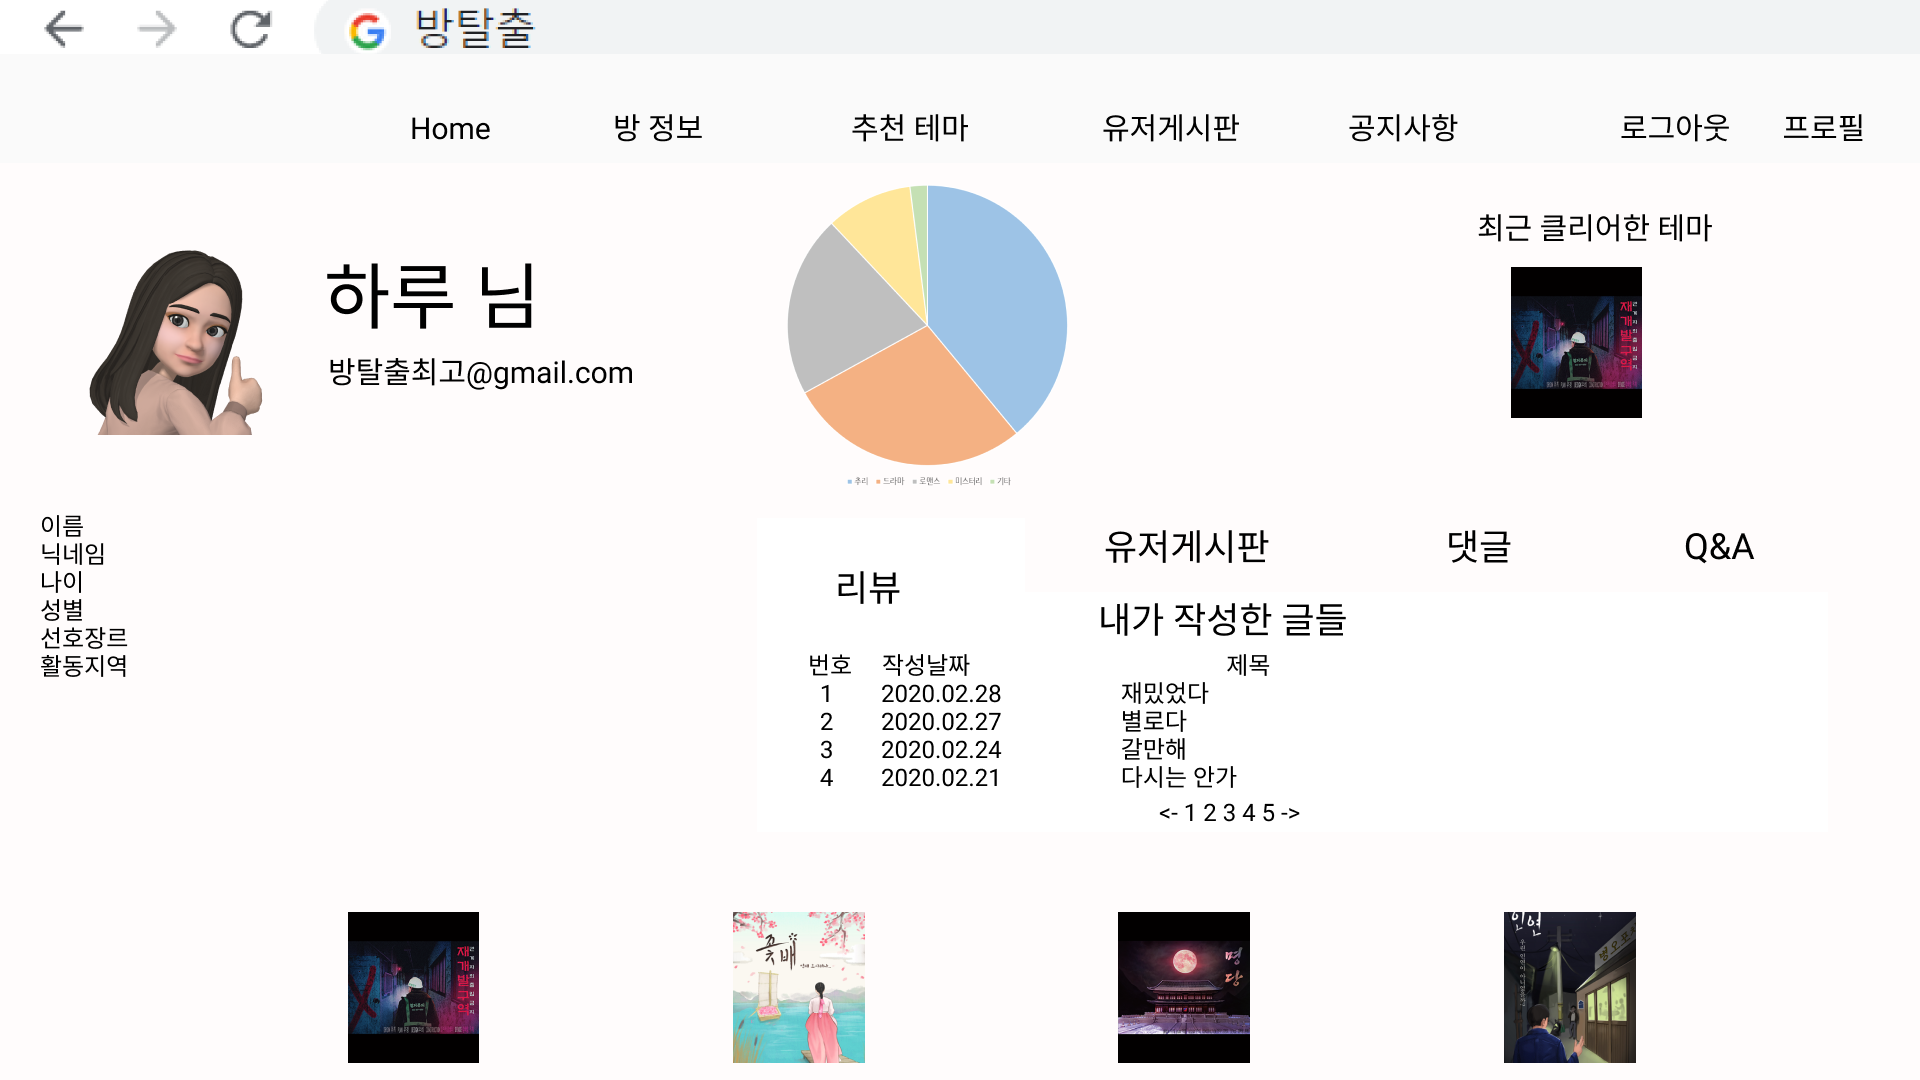 방탈출
Home 방 정보 추천 테마 유저게시판 공지사항 로그아웃 프로필
하루 님
방탈출최고@gmail.com
추리 드라마 로맨스 미스터리 기타
최근 클리어한 테마
재개발구역
이름
닉네임
나이
성별
선호장르
활동지역
리뷰 유저게시판 댓글 Q&A
내가 작성한 글들
번호 작성날짜 제목
1 2020.02.28 재밌었다
2 2020.02.27 별로다
3 2020.02.24 갈만해
4 2020.02.21 다시는 안가
<- 1 2 3 4 5 ->
재개발구역
꽃배
명당
인연